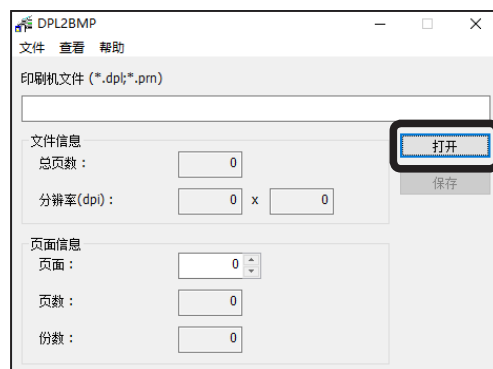 DPL2BMP
文件 查看 帮助
印刷机文件 (*.dpl;*.prn)
文件信息
打开
总页数： 0
保存
分辨率(dpi)： 0 x 0
页面信息
页面： 0
页数： 0
份数： 0